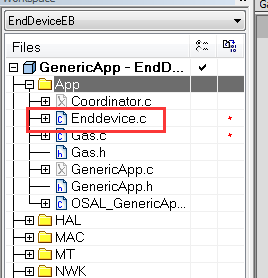 Workspace
EndDeviceEB
Files
GenericApp - EndD...
App
Coordinator.c
Enddevice.c
Gas.c
Gas.h
GenericApp.c
GenericApp.h
OSAL_GenericAp...
HAL
MAC
MT
NWK